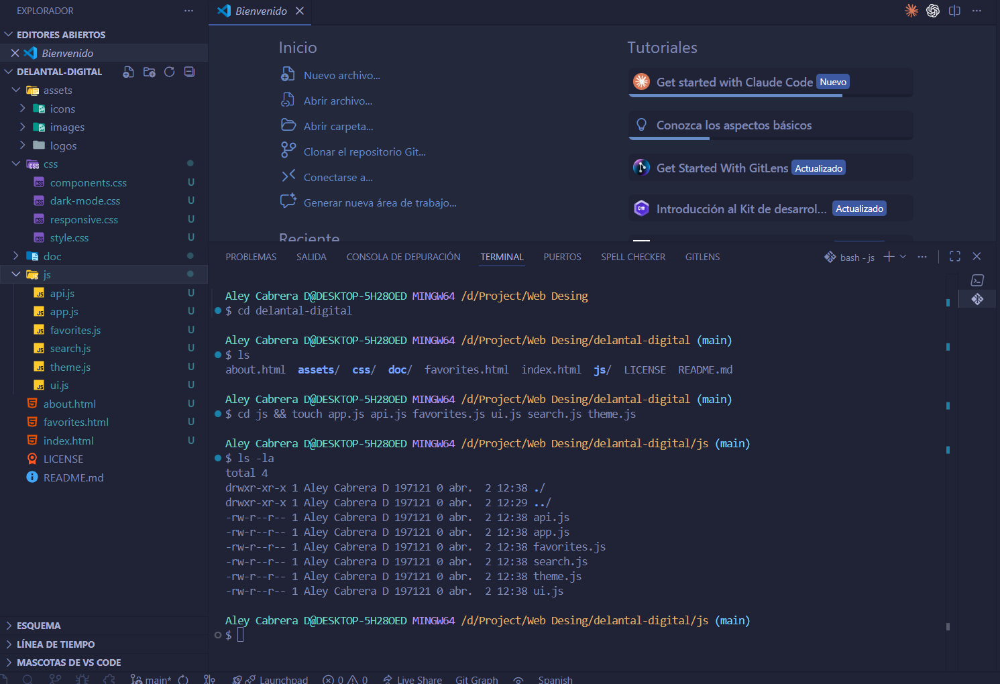 EXPLORADOR
EDITORES ABIERTOS
Bienvenido
DELANTAL-DIGITAL
assets
icons
images
logos
css
components.css U
dark-mode.css U
responsive.css U
style.css U
doc
js
api.js U
app.js U
favorites.js U
search.js U
theme.js U
ui.js U
about.html U
favorites.html U
index.html U
LICENSE
README.md
ESQUEMA
LÍNEA DE TIEMPO
MASCOTAS DE VS CODE
Bienvenido
Inicio
Nuevo archivo...
Abrir archivo...
Abrir carpeta...
Clonar el repositorio Git...
Conectarse a...
Generar nueva área de trabajo...
Reciente
Tutoriales
Get started with Claude Code Nuevo
Conozca los aspectos básicos
Get Started With GitLens Actualizado
Introducción al Kit de desarrol... Actualizado
PROBLEMAS SALIDA CONSOLA DE DEPURACIÓN TERMINAL PUERTOS SPELL CHECKER GITLENS
bash - js
Aley Cabrera D@DESKTOP-5H28OED MINGW64 /d/Project/Web Desing
$ cd delantal-digital
Aley Cabrera D@DESKTOP-5H28OED MINGW64 /d/Project/Web Desing/delantal-digital (main)
$ ls
about.html assets/ css/ doc/ favorites.html index.html js/ LICENSE README.md
Aley Cabrera D@DESKTOP-5H28OED MINGW64 /d/Project/Web Desing/delantal-digital (main)
$ cd js && touch app.js api.js favorites.js ui.js search.js theme.js
Aley Cabrera D@DESKTOP-5H28OED MINGW64 /d/Project/Web Desing/delantal-digital/js (main)
$ ls -la
total 4
drwxr-xr-x 1 Aley Cabrera D 197121 0 abr. 2 12:38 ./
drwxr-xr-x 1 Aley Cabrera D 197121 0 abr. 2 12:29 ../
-rw-r--r-- 1 Aley Cabrera D 197121 0 abr. 2 12:38 api.js
-rw-r--r-- 1 Aley Cabrera D 197121 0 abr. 2 12:38 app.js
-rw-r--r-- 1 Aley Cabrera D 197121 0 abr. 2 12:38 favorites.js
-rw-r--r-- 1 Aley Cabrera D 197121 0 abr. 2 12:38 search.js
-rw-r--r-- 1 Aley Cabrera D 197121 0 abr. 2 12:38 theme.js
-rw-r--r-- 1 Aley Cabrera D 197121 0 abr. 2 12:38 ui.js
Aley Cabrera D@DESKTOP-5H28OED MINGW64 /d/Project/Web Desing/delantal-digital/js (main)
$
main* Launchpad 0 0 Live Share Git Graph Spanish